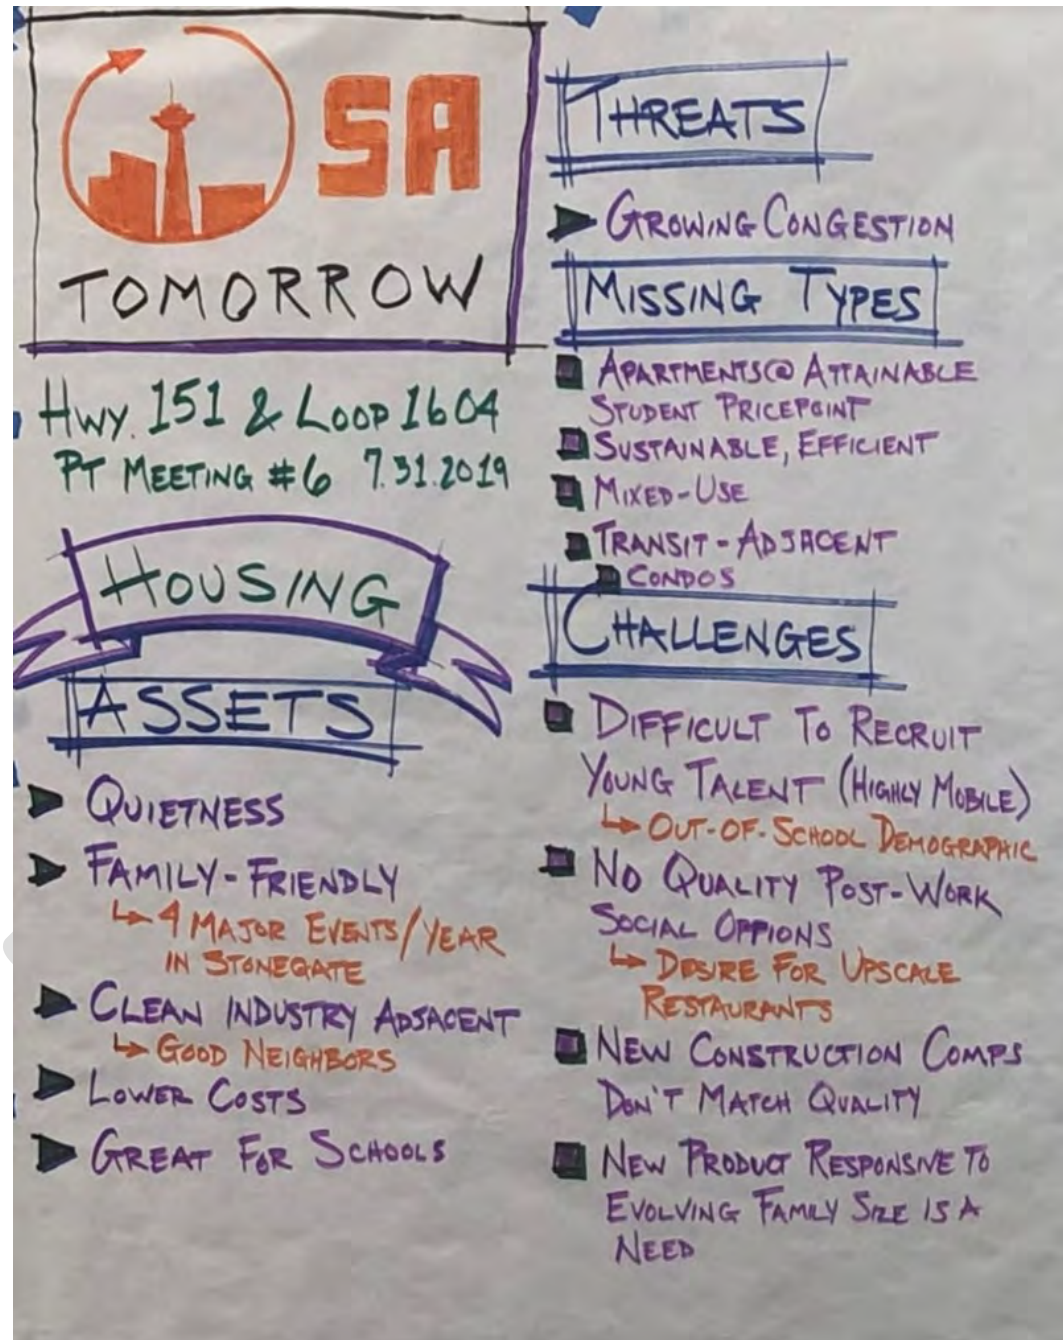 SA
TOMORROW
HWY. 151 & LOOP 1604
PT MEETING #6 7.31.2019
HOUSING
ASSETS
QUIETNESS
FAMILY-FRIENDLY
↳ 4 MAJOR EVENTS/YEAR
IN STONEGATE
CLEAN INDUSTRY ADJACENT
↳ GOOD NEIGHBORS
LOWER COSTS
GREAT FOR SCHOOLS
THREATS
GROWING CONGESTION
MISSING TYPES
APARTMENTS@ ATTAINABLE
STUDENT PRICEPOINT
SUSTAINABLE, EFFICIENT
MIXED-USE
TRANSIT-ADJACENT
CONDOS
CHALLENGES
DIFFICULT TO RECRUIT
YOUNG TALENT (HIGHLY MOBILE)
↳ OUT-OF-SCHOOL DEMOGRAPHIC
NO QUALITY POST-WORK
SOCIAL OPPIONS
↳ DESIRE FOR UPSCALE
RESTAURANTS
NEW CONSTRUCTION COMPS
DON'T MATCH QUALITY
NEW PRODUCT RESPONSIVE TO
EVOLVING FAMILY SIZE IS A
NEED